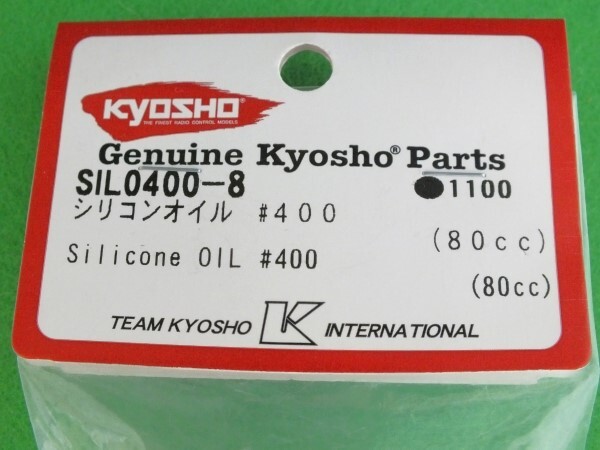 KYOSHO
THE FINEST RADIO CONTROL MODELS
Genuine Kyosho® Parts
SIL0400-8 ●1100
シリコンオイル #400 (80cc)
Silicone OIL #400 (80cc)
TEAM KYOSHO K INTERNATIONAL